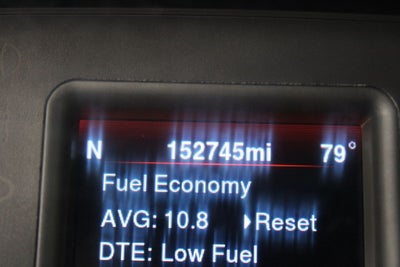 N 152745mi 79°
Fuel Economy
AVG: 10.8 Reset
DTE: Low Fuel